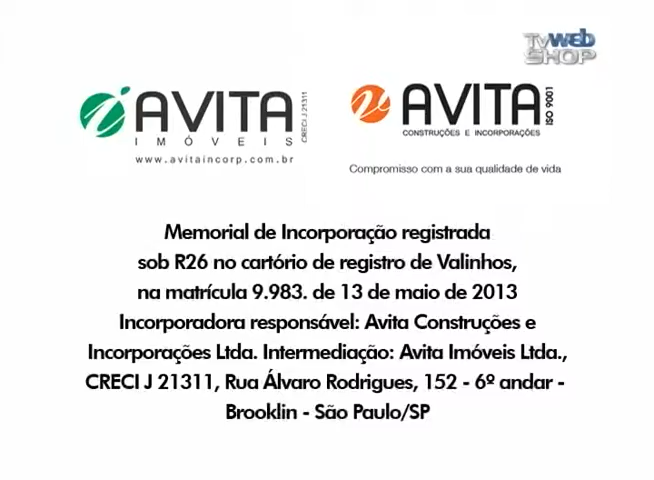 TV WEB
SHOP
AVITA
IMÓVEIS
CRECI J 21311
www.avitaincorp.com.br
AVITA
CONSTRUÇÕES E INCORPORAÇÕES
ISO 9001
Compromisso com a sua qualidade de vida
Memorial de Incorporação registrada
sob R26 no cartório de registro de Valinhos,
na matrícula 9.983. de 13 de maio de 2013
Incorporadora responsável: Avita Construções e
Incorporações Ltda. Intermediação: Avita Imóveis Ltda.,
CRECI J 21311, Rua Álvaro Rodrigues, 152 - 6º andar -
Brooklin - São Paulo/SP